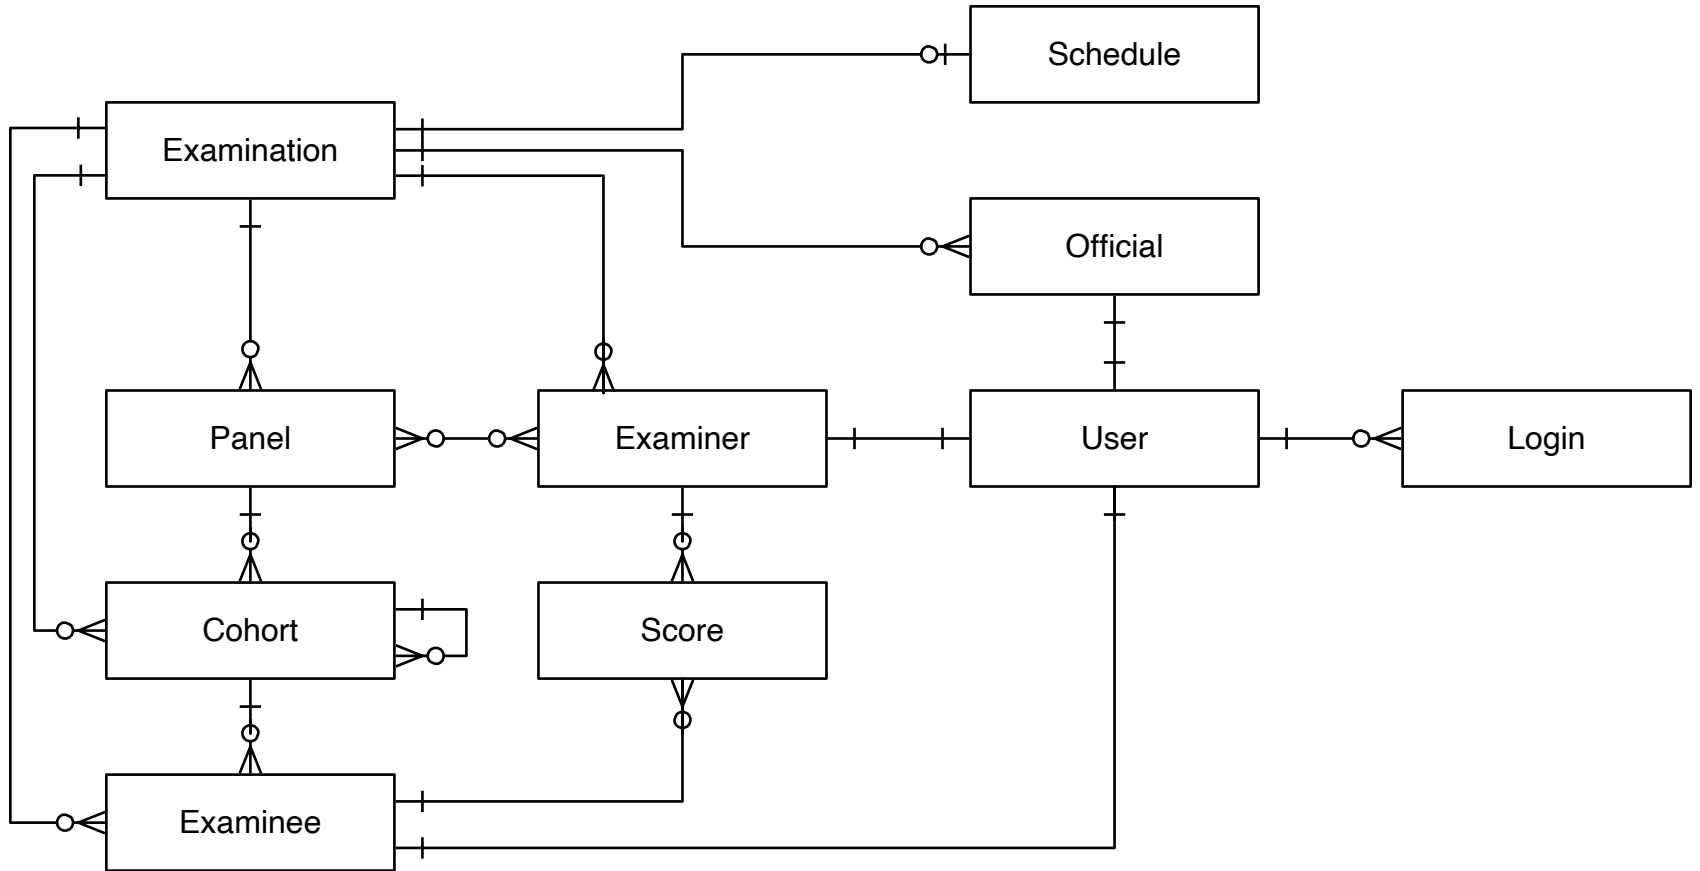 Schedule
Examination
Official
Panel
Examiner
User
Login
Cohort
Score
Examinee